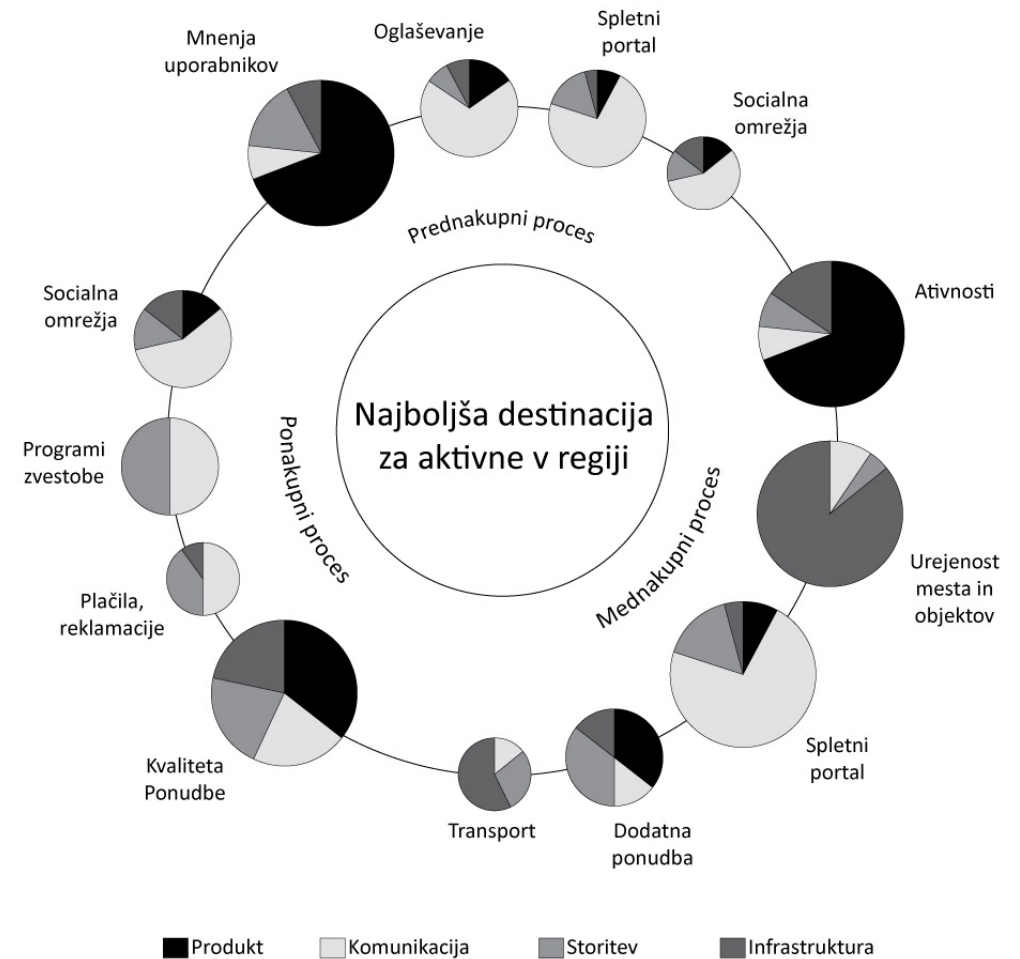 Mnenja
uporabnikov
Oglaševanje
Spletni
portal
Socialna
omrežja
Prednakupni proces
Ativnosti
Socialna
omrežja
Najboljša destinacija
za aktivne v regiji
Ponakupni proces
Mednakupni proces
Programi
zvestobe
Urejenost
mesta in
objektov
Plačila,
reklamacije
Spletni
portal
Kvaliteta
Ponudbe
Transport
Dodatna
ponudba
Produkt
Komunikacija
Storitev
Infrastruktura